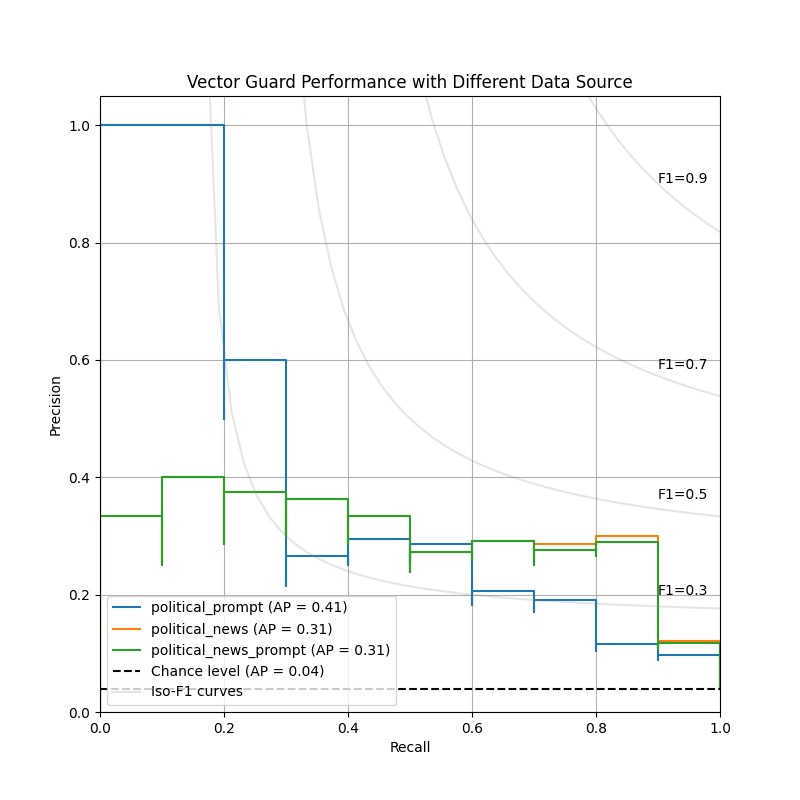 Vector Guard Performance with Different Data Source
1.0
0.8
0.6
0.4
0.2
0.0
Precision
F1=0.9
F1=0.7
F1=0.5
F1=0.3
political_prompt (AP = 0.41)
political_news (AP = 0.31)
political_news_prompt (AP = 0.31)
Chance level (AP = 0.04)
Iso-F1 curves
0.0 0.2 0.4 0.6 0.8 1.0
Recall